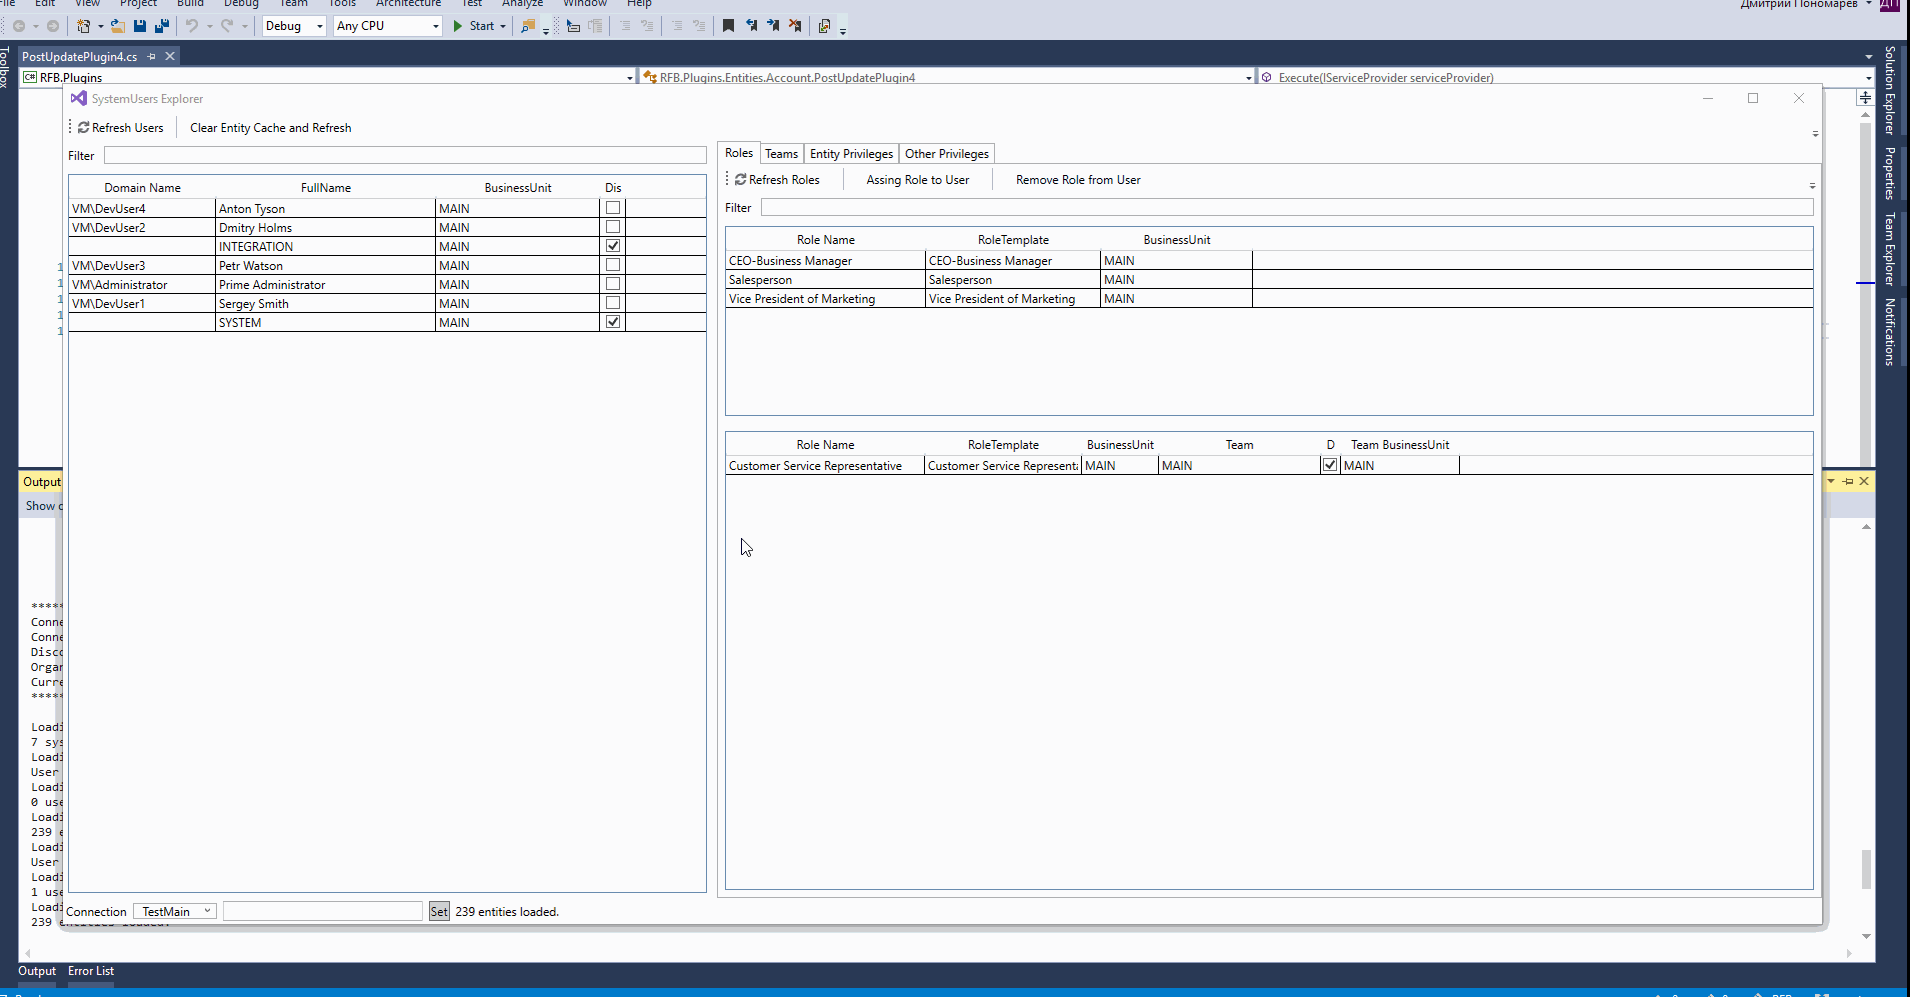 File Edit View Project Build Debug Team Tools Architecture Test Analyze Window Help
Дмитрий Пономарев ДП
Debug Any CPU Start
Toolbox
PostUpdatePlugin4.cs
C# RFB.Plugins RFB.Plugins.Entities.Account.PostUpdatePlugin4 Execute(IServiceProvider serviceProvider)
SystemUsers Explorer
Refresh Users Clear Entity Cache and Refresh
Filter
Domain Name FullName BusinessUnit Dis
VM\DevUser4 Anton Tyson MAIN
VM\DevUser2 Dmitry Holms MAIN
INTEGRATION MAIN
VM\DevUser3 Petr Watson MAIN
VM\Administrator Prime Administrator MAIN
VM\DevUser1 Sergey Smith MAIN
SYSTEM MAIN
Roles Teams Entity Privileges Other Privileges
Refresh Roles Assing Role to User Remove Role from User
Filter
Role Name RoleTemplate BusinessUnit
CEO-Business Manager CEO-Business Manager MAIN
Salesperson Salesperson MAIN
Vice President of Marketing Vice President of Marketing MAIN
Role Name RoleTemplate BusinessUnit Team D Team BusinessUnit
Customer Service Representative Customer Service Represent MAIN MAIN MAIN
Solution Explorer
Properties
Team Explorer
Notifications
1
1
1
1
1
Output
Show
*****
Conne
Conne
Disco
Organ
Curre
*****
Loadi
7 sys
Loadi
User
Loadi
0 use
Loadi
239 e
Loadi
User
Loadi
1 use
Loadi
239 entities loaded.
Connection TestMain Set 239 entities loaded.
Output Error List